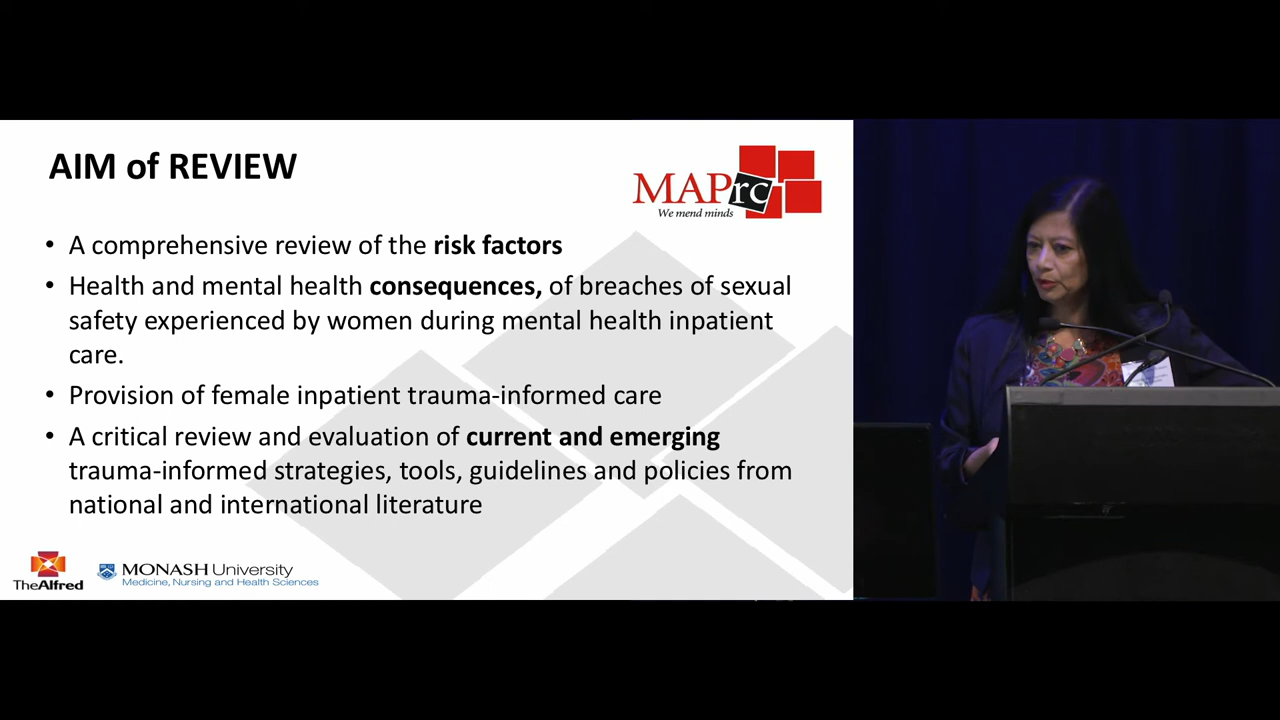 AIM of REVIEW
MAPrc
We mend minds
• A comprehensive review of the risk factors
• Health and mental health consequences, of breaches of sexual
safety experienced by women during mental health inpatient
care.
• Provision of female inpatient trauma-informed care
• A critical review and evaluation of current and emerging
trauma-informed strategies, tools, guidelines and policies from
national and international literature
TheAlfred
MONASH University
Medicine, Nursing and Health Sciences